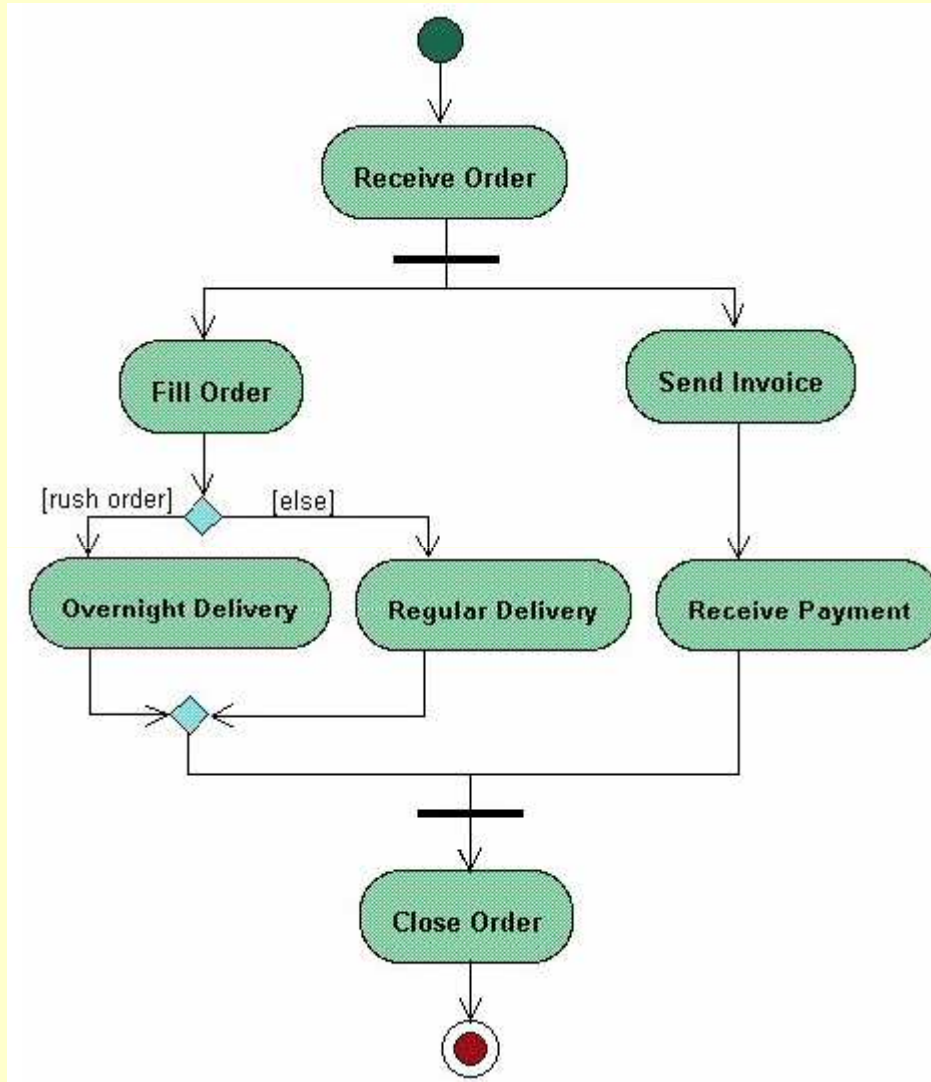 Receive Order
Fill Order
Send Invoice
[rush order]
[else]
Overnight Delivery
Regular Delivery
Receive Payment
Close Order